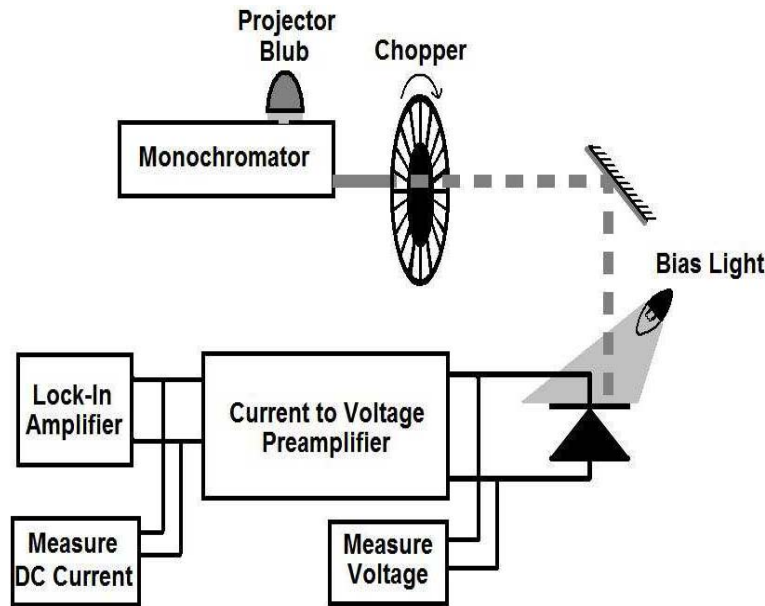 Projector
Blub
Chopper
Monochromator
Bias Light
Lock-In
Amplifier
Current to Voltage
Preamplifier
Measure
DC Current
Measure
Voltage